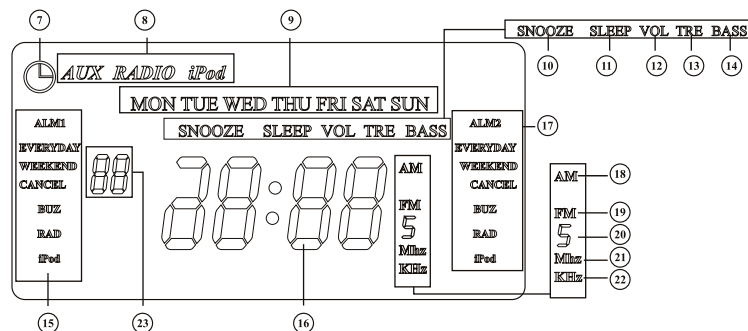 7
8
9
SNOOZE SLEEP VOL TRE BASS
10
11
12
13
14
AUX RADIO iPod
MON TUE WED THU FRI SAT SUN
SNOOZE SLEEP VOL TRE BASS
ALM1
EVERYDAY
WEEKEND
CANCEL
BUZ
RAD
iPod
88
38:88
AM
FM
5
Mhz
KHz
ALM2
EVERYDAY
WEEKEND
CANCEL
BUZ
RAD
iPod
17
AM
18
FM
19
5
20
Mhz
21
KHz
22
15
23
16